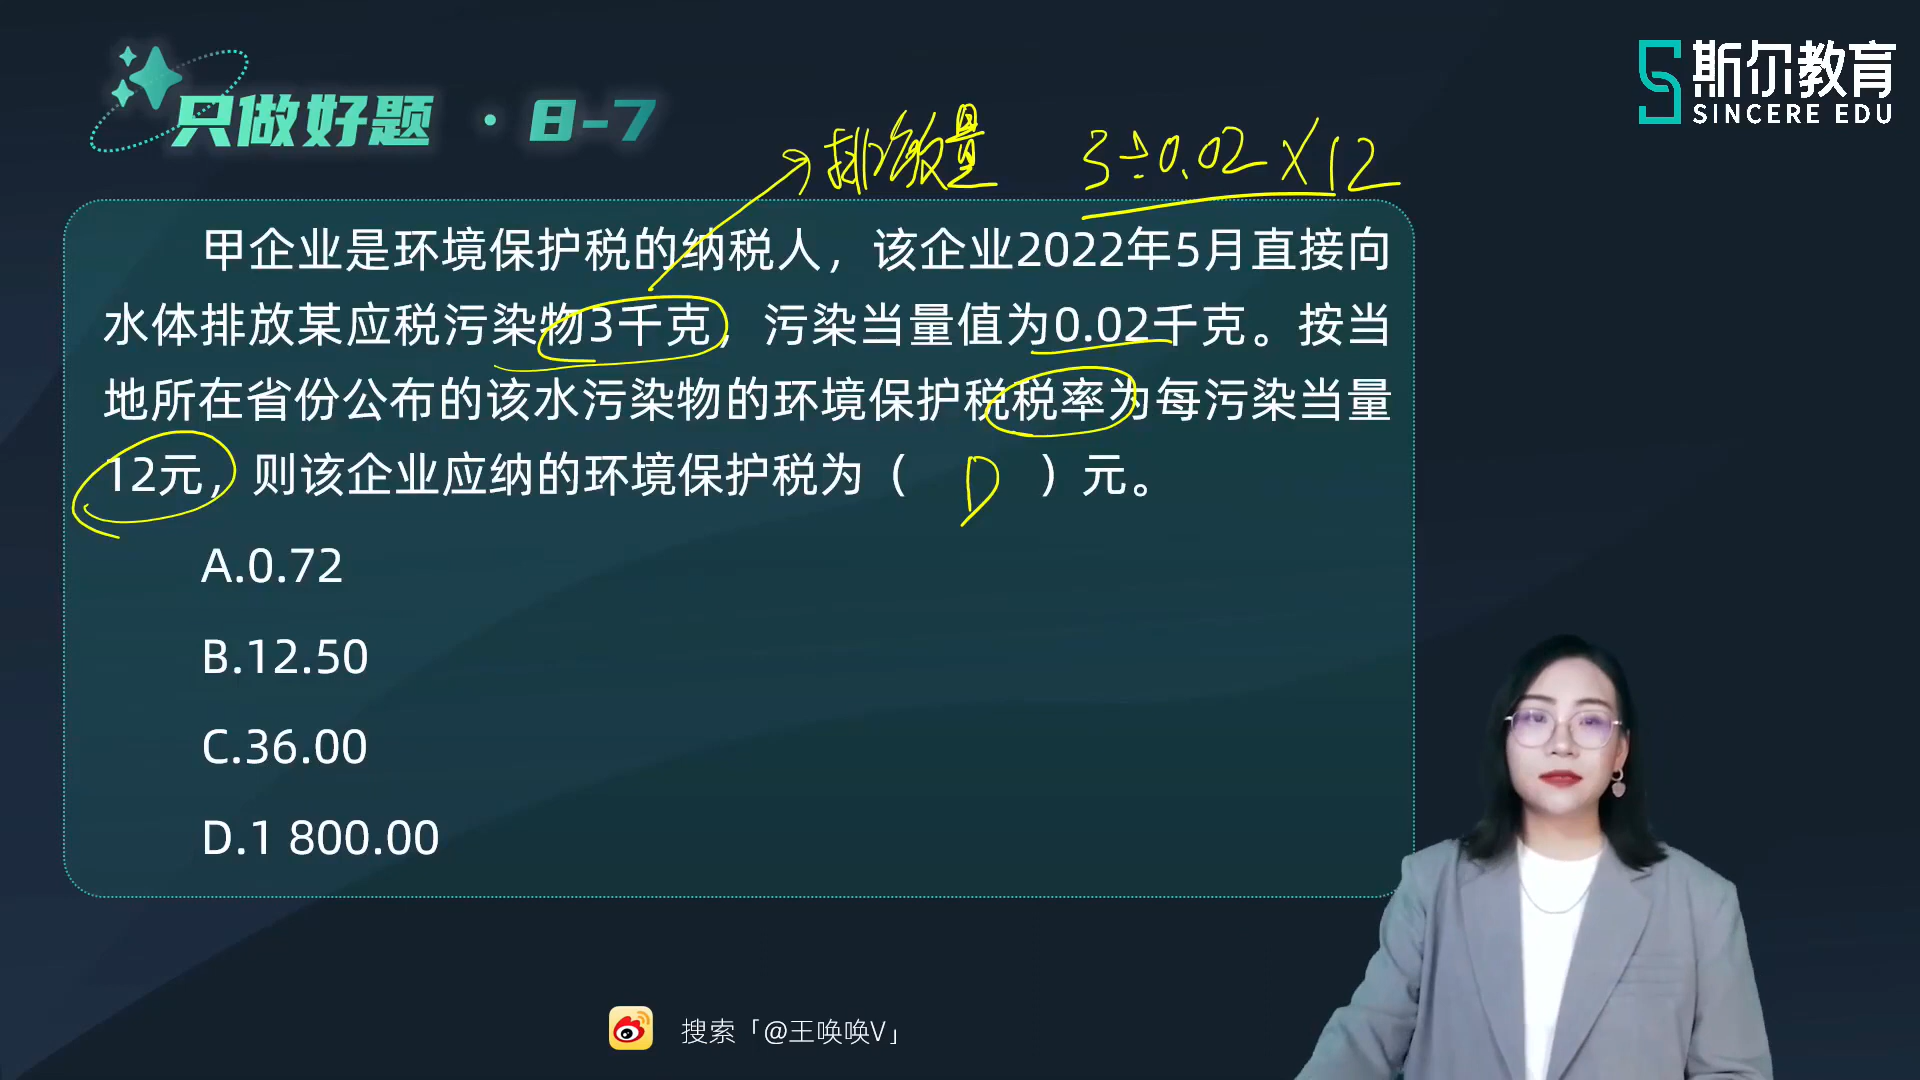 只做好题 · 8-7
斯尔教育
SINCERE EDU
排放量 3÷0.02×12
甲企业是环境保护税的纳税人，该企业2022年5月直接向
水体排放某应税污染物3千克，污染当量值为0.02千克。按当
地所在省份公布的该水污染物的环境保护税税率为每污染当量
12元，则该企业应纳的环境保护税为（ D ）元。
A.0.72
B.12.50
C.36.00
D.1 800.00
搜索「@王唤唤V」